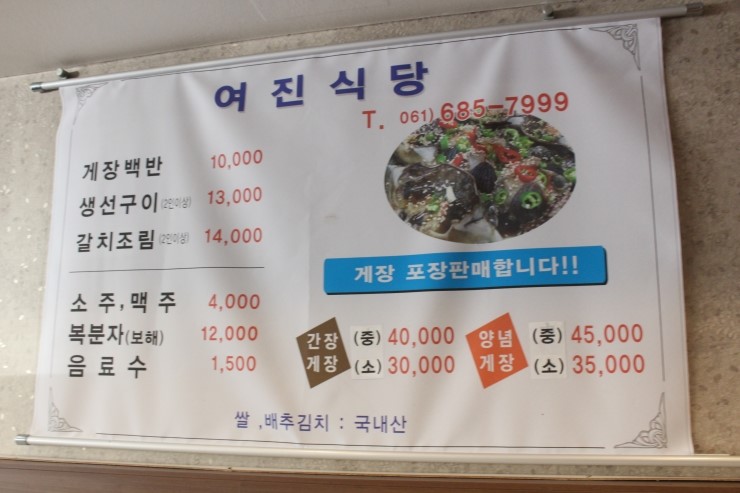 여진식당
T. 061) 685-7999
게장백반 10,000
생선구이(2인이상) 13,000
갈치조림(2인이상) 14,000
소주, 맥주 4,000
복분자(보해) 12,000
음료수 1,500
게장 포장판매합니다!!
간장게장 (중) 40,000
(소) 30,000
양념게장 (중) 45,000
(소) 35,000
쌀 ,배추김치 : 국내산